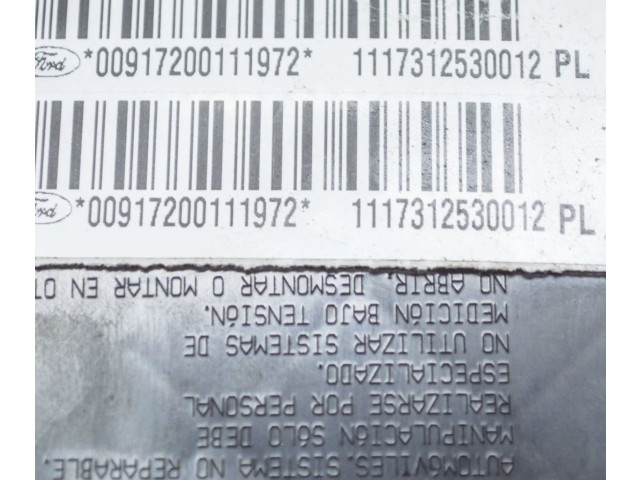 Ford *00917200111972* 1117312530012 PL
Ford *00917200111972* 1117312530012 PL
AUTOMÓVILES. SISTEMA NO REPARABLE.
MANIPULACIÓN SÓLO DEBE
REALIZARSE POR PERSONAL
ESPECIALIZADO.
NO UTILIZAR SISTEMAS DE
MEDICIÓN BAJO TENSIÓN.
NO ABRIR. DESMONTAR O MONTAR EN